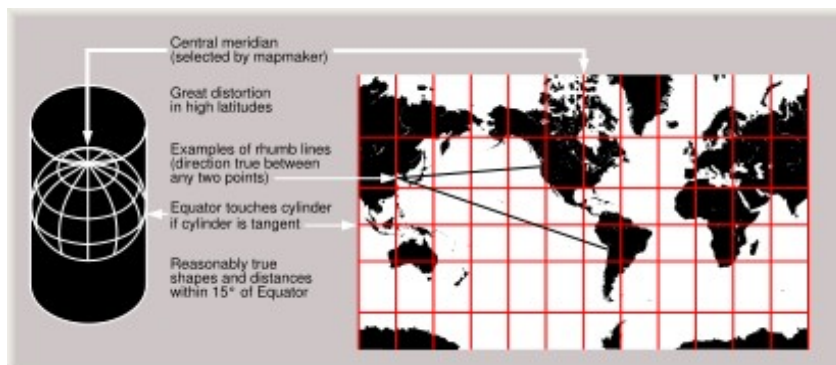 Central meridian
(selected by mapmaker)
Great distortion
in high latitudes
Examples of rhumb lines
(direction true between
any two points)
Equator touches cylinder
if cylinder is tangent
Reasonably true
shapes and distances
within 15° of Equator